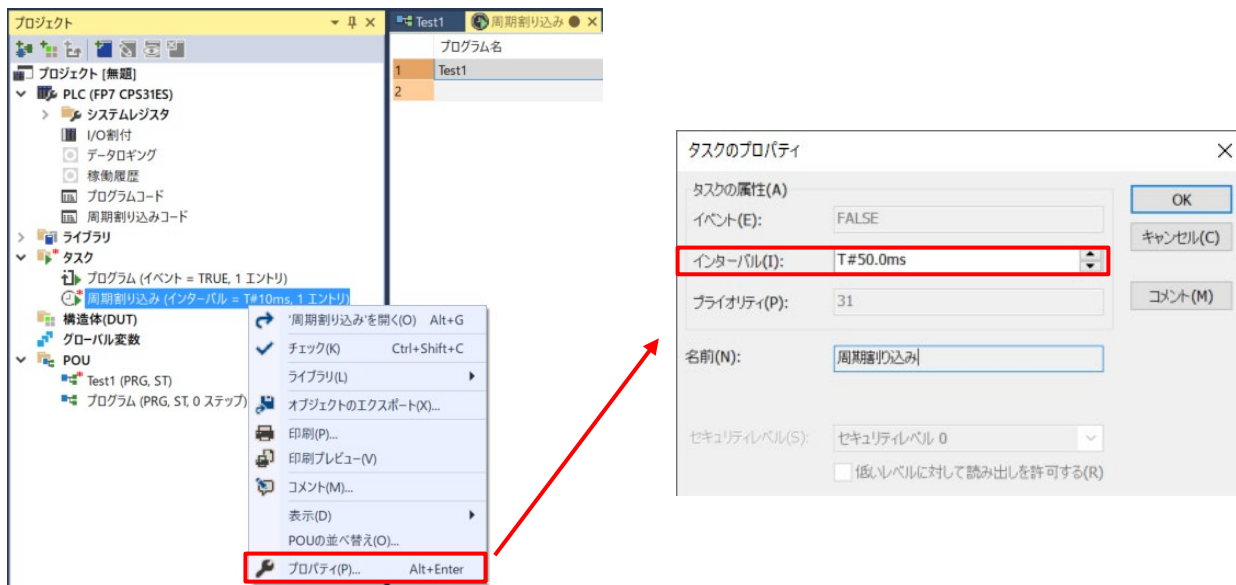 プロジェクト
Test1
周期割り込み
プログラム名
1 Test1
2
プロジェクト [無題]
PLC (FP7 CPS31ES)
システムレジスタ
I/O割付
データロギング
稼働履歴
プログラムコード
周期割り込みコード
ライブラリ
タスク
プログラム (イベント = TRUE, 1 エントリ)
周期割り込み (インターバル = T#10ms, 1 エントリ)
構造体(DUT)
グローバル変数
POU
Test1 (PRG, ST)
プログラム (PRG, ST, 0 ステップ)
'周期割り込み'を開く(O) Alt+G
チェック(K) Ctrl+Shift+C
ライブラリ(L)
オブジェクトのエクスポート(X)...
印刷(P)...
印刷プレビュー(V)
コメント(M)...
表示(D)
POUの並べ替え(O)...
プロパティ(P)... Alt+Enter
タスクのプロパティ
タスクの属性(A)
イベント(E): FALSE
インターバル(I): T#50.0ms
プライオリティ(P): 31
名前(N): 周期割り込み
セキュリティレベル(S): セキュリティレベル 0
低いレベルに対して読み出しを許可する(R)
OK
キャンセル(C)
コメント(M)